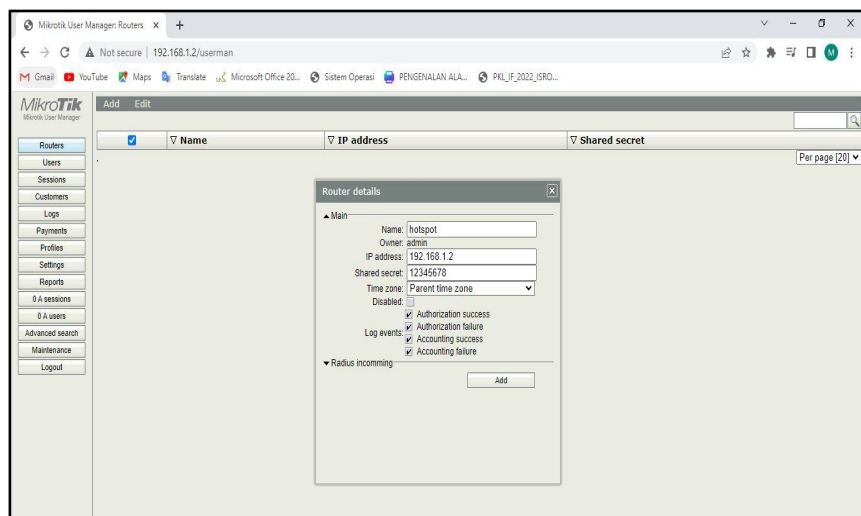 Mikrotik User Manager: Routers
Not secure | 192.168.1.2/userman
M
Gmail YouTube Maps Translate Microsoft Office 20... Sistem Operasi PENGENALAN ALA... PKL_IF_2022_ISRO...
MikroTik
Mikrotik User Manager
Add Edit
Name IP address Shared secret
Per page [20]
Routers
Users
Sessions
Customers
Logs
Payments
Profiles
Settings
Reports
0 A sessions
0 A users
Advanced search
Maintenance
Logout
Router details
Main
Name: hotspot
Owner: admin
IP address: 192.168.1.2
Shared secret: 12345678
Time zone: Parent time zone
Disabled:
Log events:
Authorization success
Authorization failure
Accounting success
Accounting failure
Radius incomming
Add